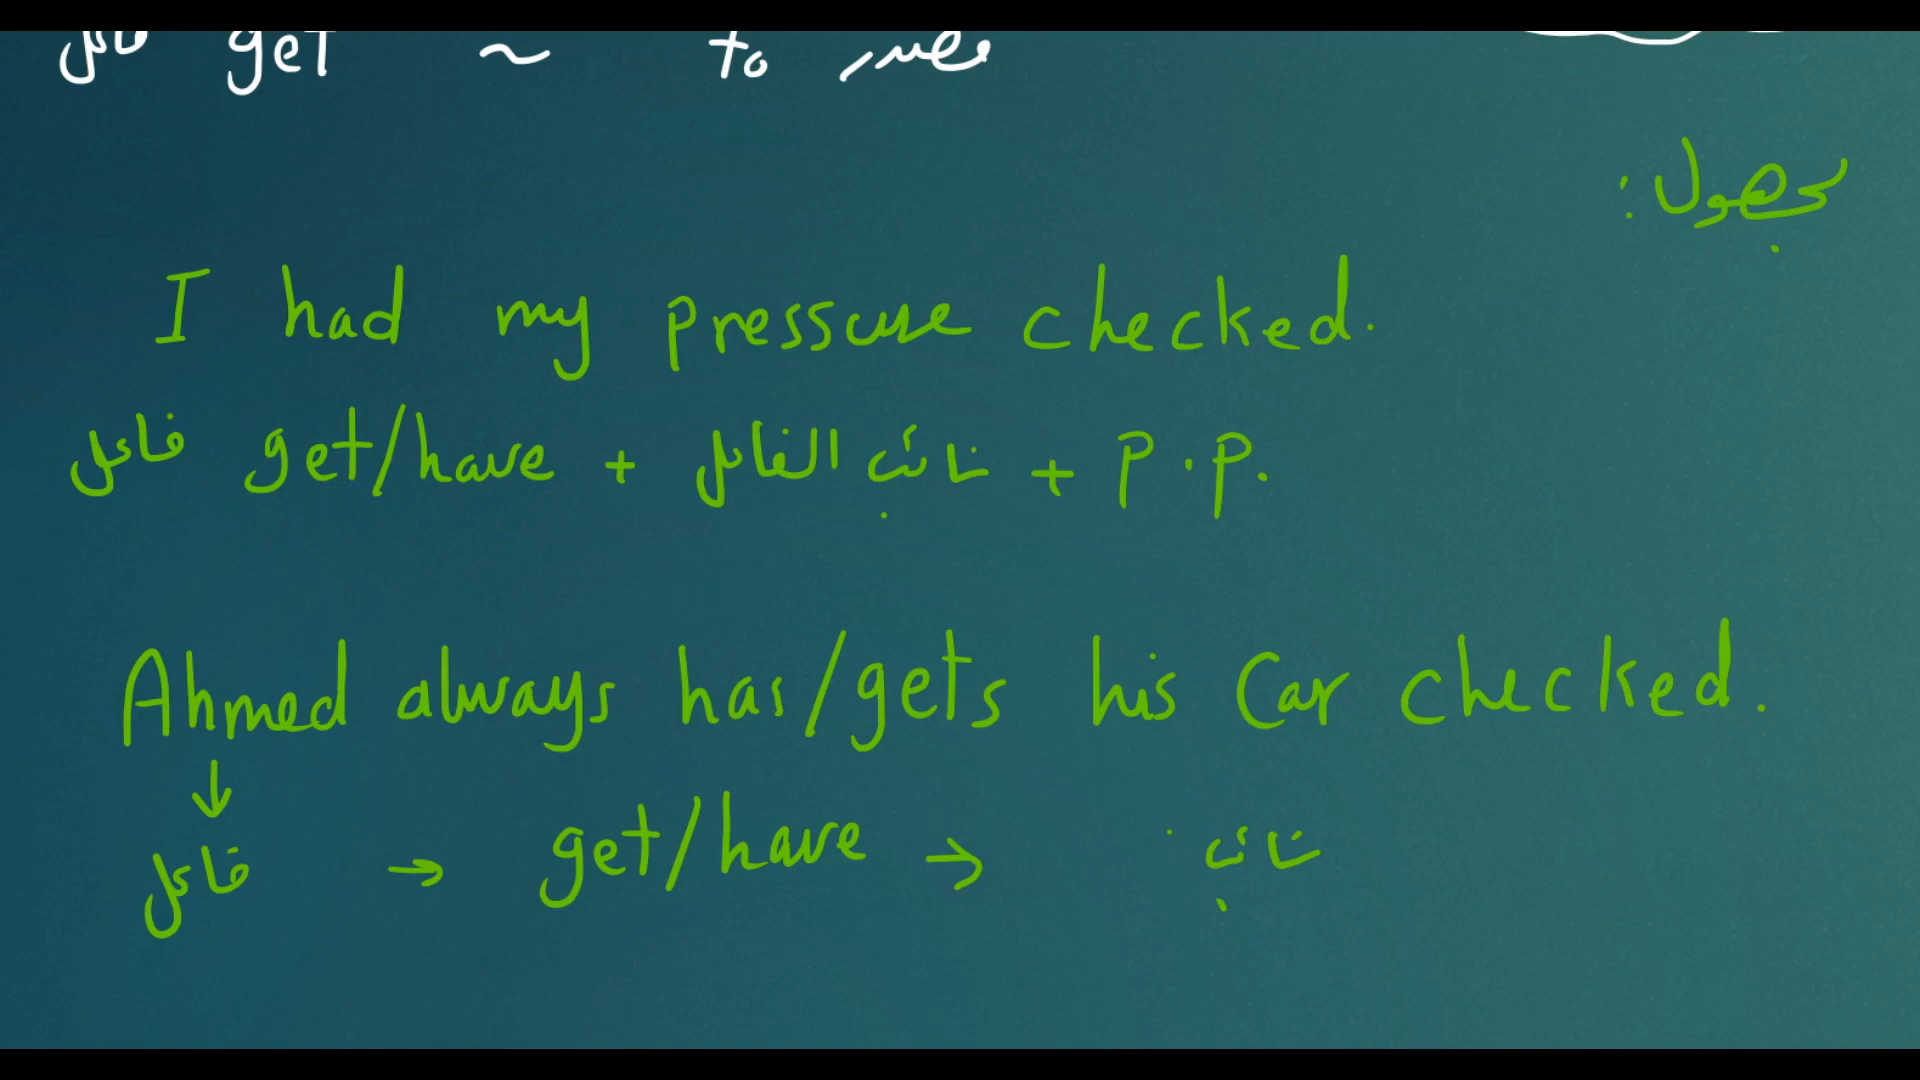 فاعل get ~ to مصدر
مجهول:
I had my pressure checked.
فاعل get/have + نائب الفاعل + p.p.
Ahmed always has/gets his Car checked.
↓
فاعل → get/have → نائب